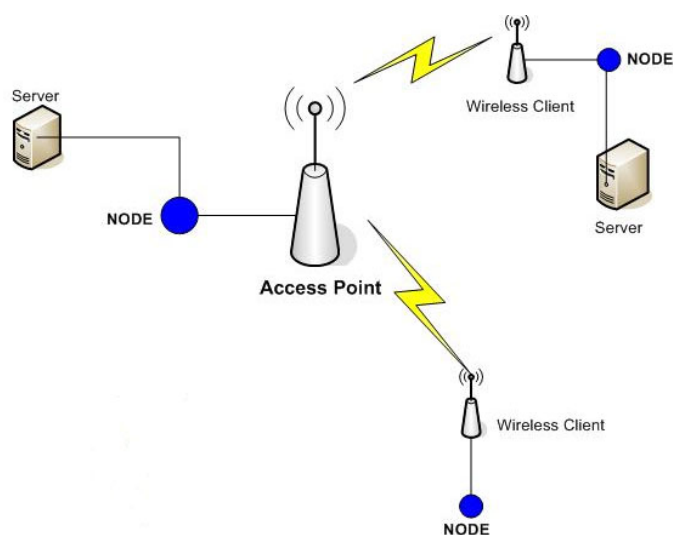 NODE
Wireless Client
Server
Server
NODE
Access Point
Wireless Client
NODE